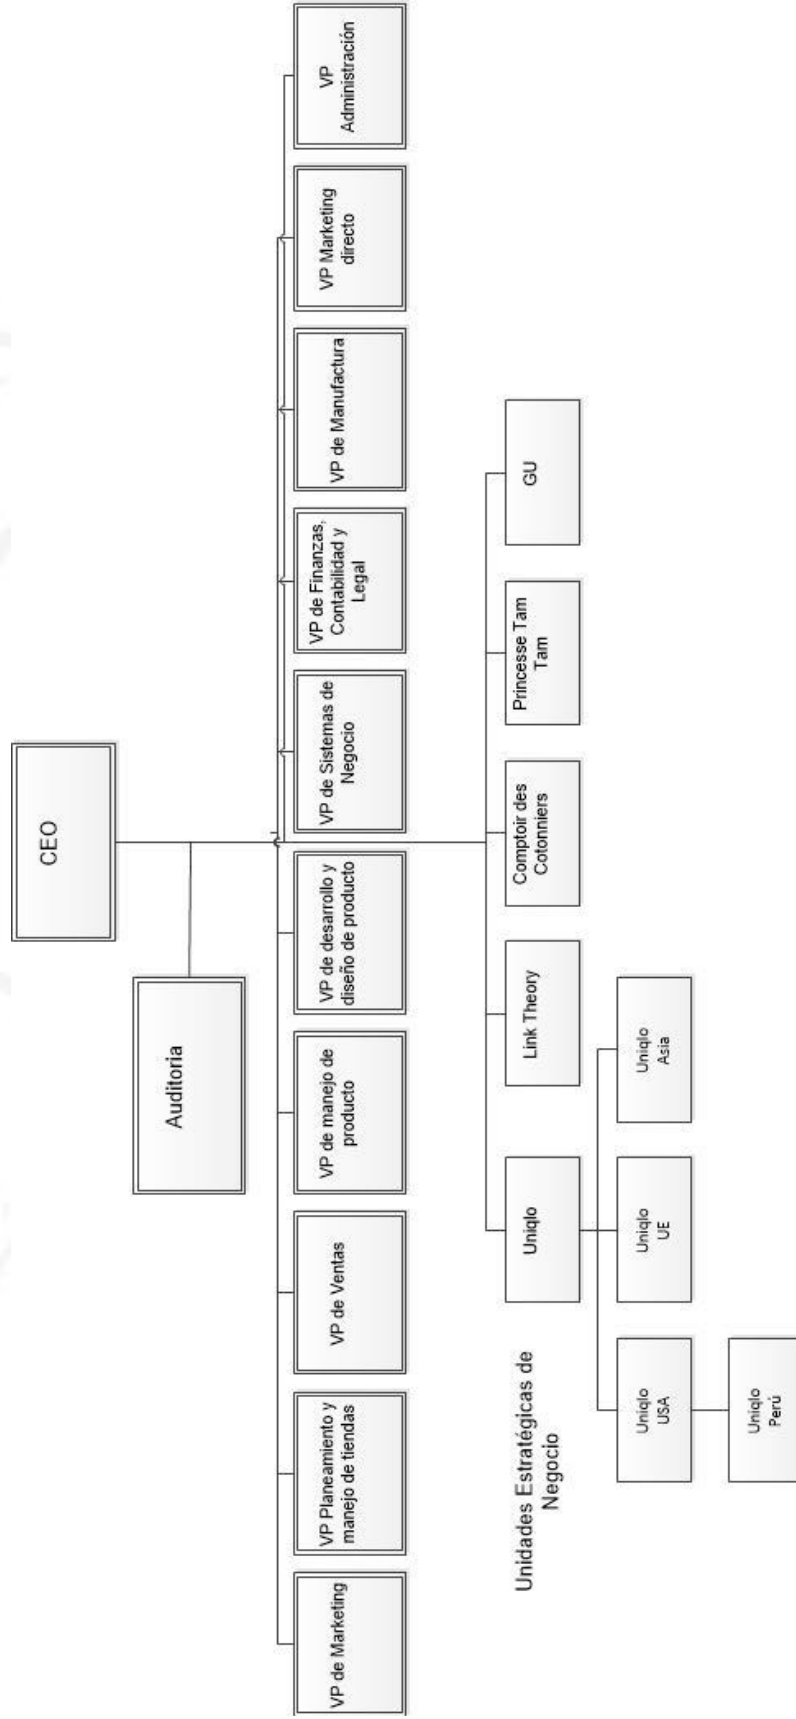 CEO
Auditoria
VP de Marketing
VP Planeamiento y
manejo de tiendas
VP de Ventas
VP de manejo de
producto
VP de desarrollo y
diseño de producto
VP de Sistemas de
Negocio
VP de Finanzas,
Contabilidad y
Legal
VP de Manufactura
VP Marketing
directo
VP
Administración
Unidades Estratégicas de
Negocio
Uniqlo
Link Theory
Comptoir des
Cotonniers
Princesse Tam
Tam
GU
Uniqlo
USA
Uniqlo
UE
Uniqlo
Asia
Uniqlo
Perú